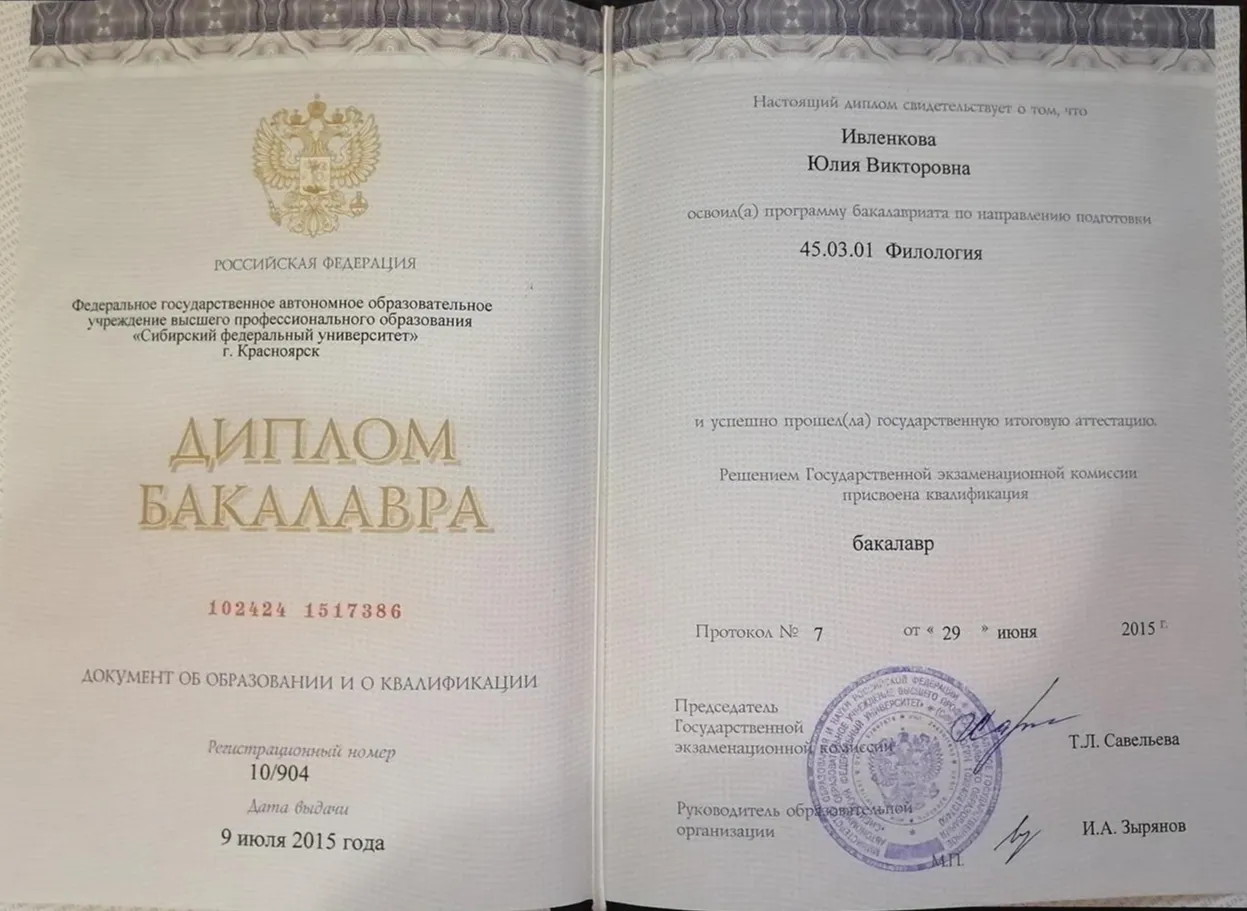 РОССИЙСКАЯ ФЕДЕРАЦИЯ
Федеральное государственное автономное образовательное
учреждение высшего профессионального образования
«Сибирский федеральный университет»
г. Красноярск
ДИПЛОМ
БАКАЛАВРА
102424 1517386
ДОКУМЕНТ ОБ ОБРАЗОВАНИИ И О КВАЛИФИКАЦИИ
Регистрационный номер
10/904
Дата выдачи
9 июля 2015 года
Настоящий диплом свидетельствует о том, что
Ивленкова
Юлия Викторовна
освоил(а) программу бакалавриата по направлению подготовки
45.03.01 Филология
и успешно прошел(ла) государственную итоговую аттестацию.
Решением Государственной экзаменационной комиссии
присвоена квалификация
бакалавр
Протокол № 7 от « 29 » июня 2015 г.
Председатель
Государственной
экзаменационной комиссии
Т.Л. Савельева
Руководитель образовательной
организации
И.А. Зырянов
М.П.